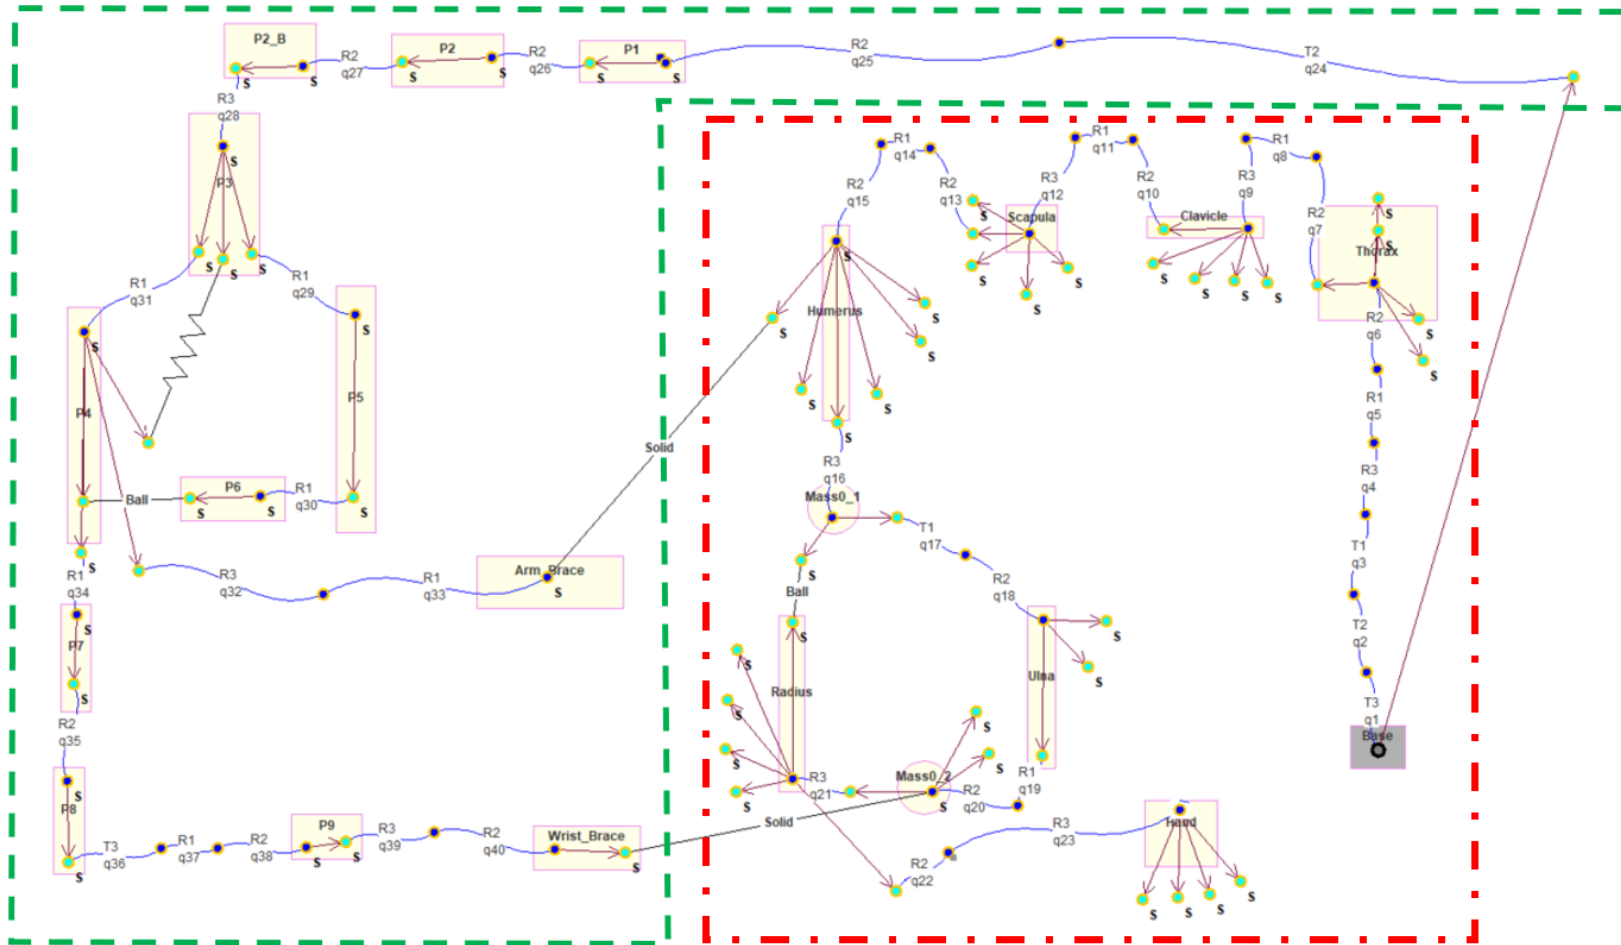 P2_B
R2
q27
S
S
P2
R2
q26
S
S
P1
S
S
R2
q25
T2
q24
R3
q28
S
P3
S
S
S
R1
q31
R1
q29
S
P4
S
P5
Ball
P6
S
S
R1
q30
S
S
R1
q34
R3
q32
R1
q33
Arm_Brace
S
Solid
S
P7
S
R2
q35
S
P8
S
T3
q36
R1
q37
R2
q38
P9
S
S
R3
q39
R2
q40
Wrist_Brace
S
Solid
R1
q14
R2
q15
R2
q13
S
Scapula
R3
q12
R1
q11
R2
q10
Clavicle
R3
q9
R1
q8
R2
q7
S
S
Thorax
S
S
R2
q6
R1
q5
R3
q4
T1
q3
T2
q2
T3
q1
Base
S
Humerus
S
S
S
R3
q16
Mass0_1
T1
q17
S
Ball
S
R2
q18
S
S
Ulna
R1
q19
Radius
S
S
S
S
R3
q21
Mass0_2
S
S
S
R2
q20
R2
q22
R3
q23
Hand
S
S
S
S